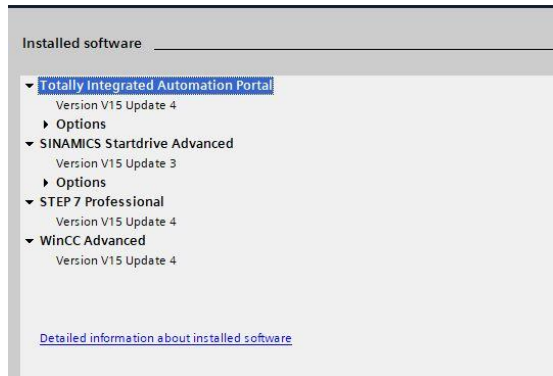 Installed software
Totally Integrated Automation Portal
Version V15 Update 4
Options
SINAMICS Startdrive Advanced
Version V15 Update 3
Options
STEP 7 Professional
Version V15 Update 4
WinCC Advanced
Version V15 Update 4
Detailed information about installed software